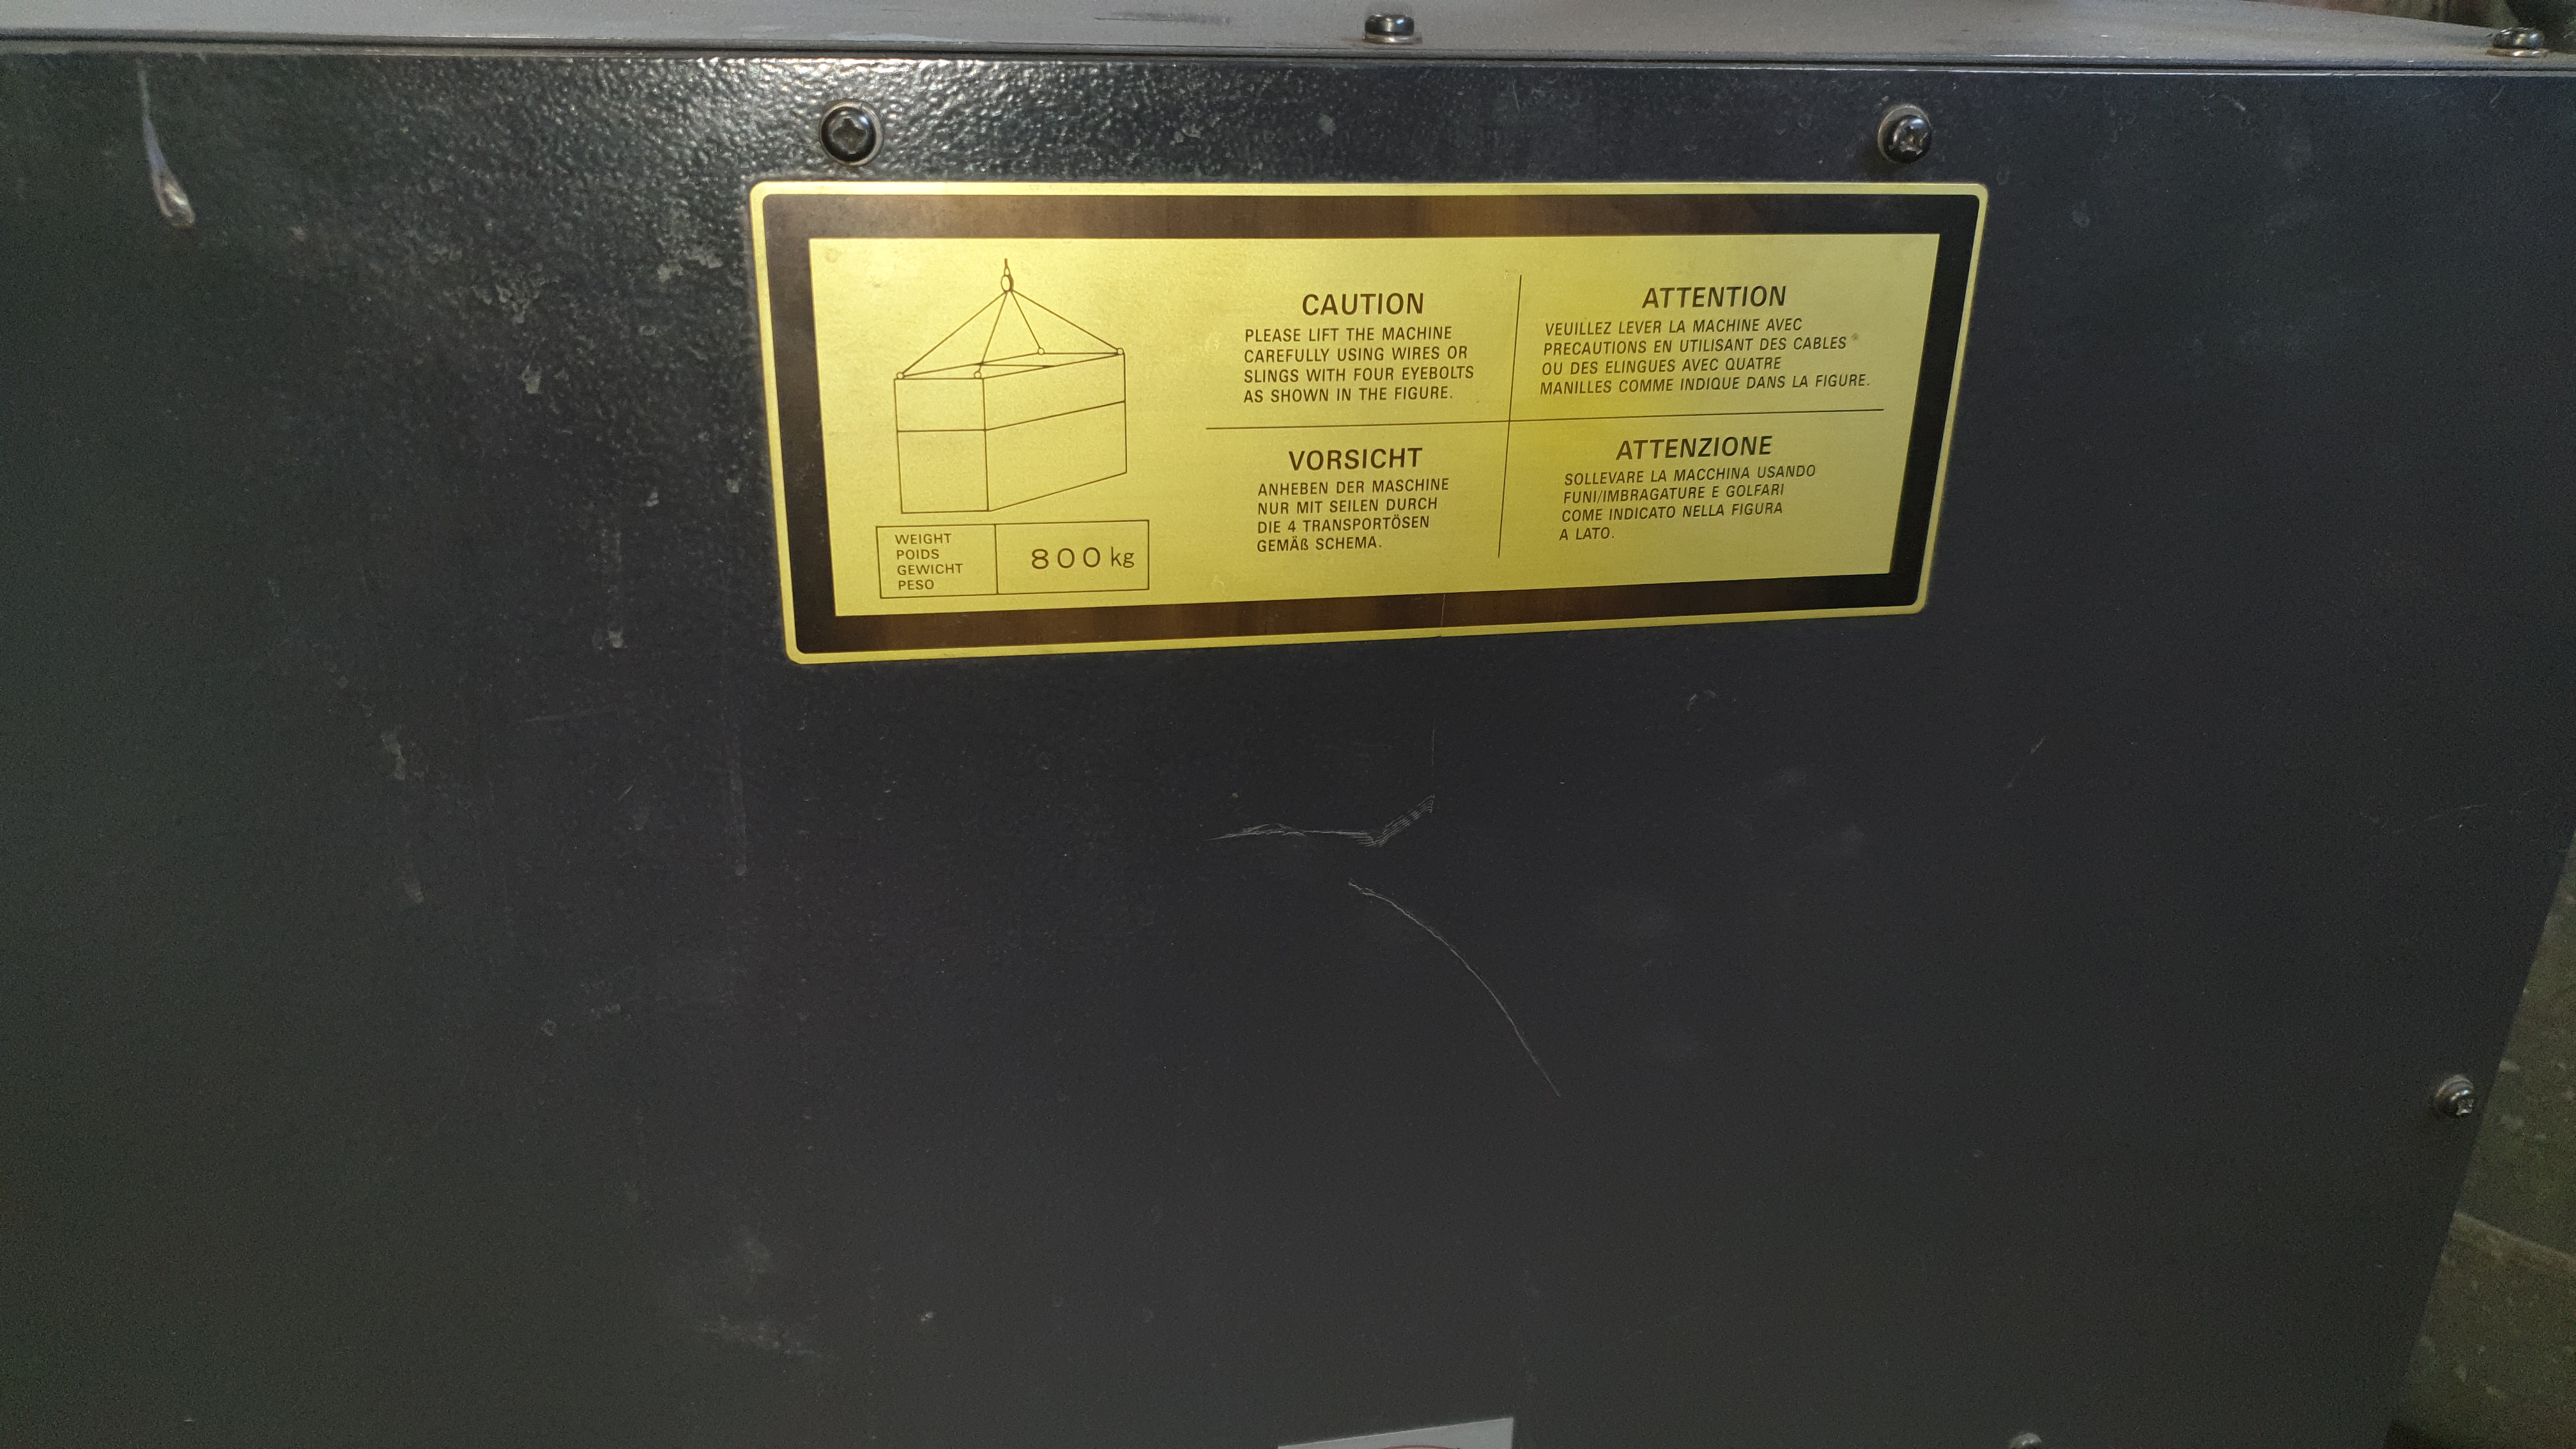 CAUTION
PLEASE LIFT THE MACHINE
CAREFULLY USING WIRES OR
SLINGS WITH FOUR EYEBOLTS
AS SHOWN IN THE FIGURE.
ATTENTION
VEUILLEZ LEVER LA MACHINE AVEC
PRECAUTIONS EN UTILISANT DES CABLES
OU DES ELINGUES AVEC QUATRE
MANILLES COMME INDIQUE DANS LA FIGURE.
VORSICHT
ANHEBEN DER MASCHINE
NUR MIT SEILEN DURCH
DIE 4 TRANSPORTÖSEN
GEMÄß SCHEMA.
ATTENZIONE
SOLLEVARE LA MACCHINA USANDO
FUNI/IMBRAGATURE E GOLFARI
COME INDICATO NELLA FIGURA
A LATO.
WEIGHT
POIDS
GEWICHT
PESO
800 kg